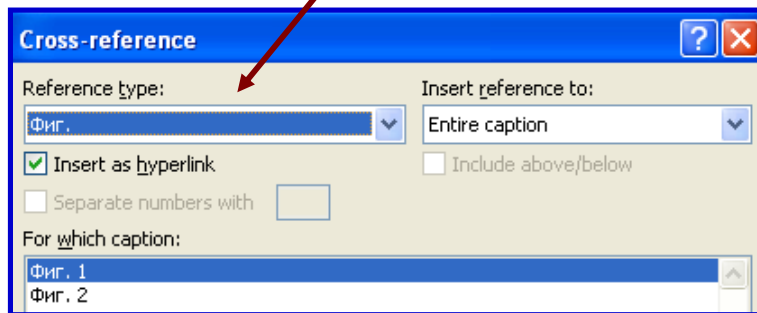 Cross-reference
Reference type: Insert reference to:
Фиг. Entire caption
Insert as hyperlink Include above/below
Separate numbers with
For which caption:
Фиг. 1
Фиг. 2